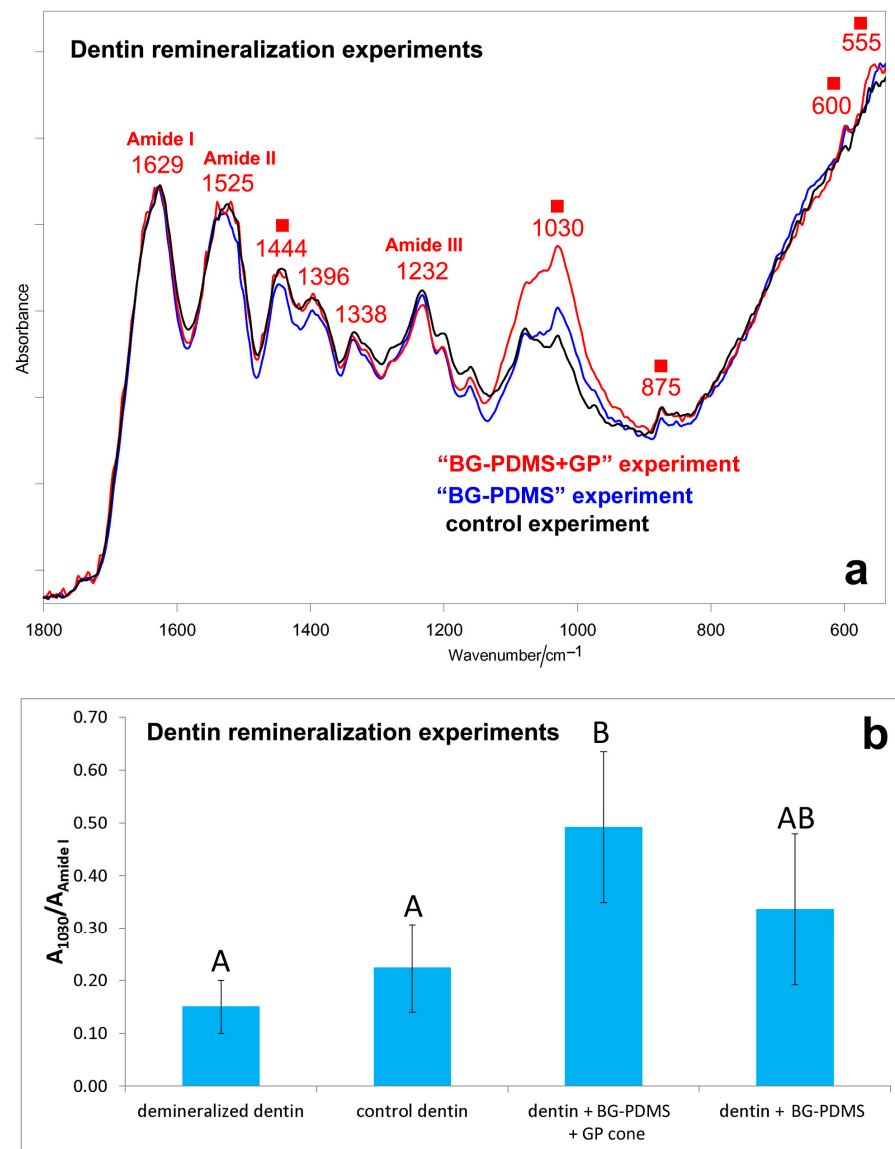 Dentin remineralization experiments
555
600
Amide I
1629
Amide II
1525
1444
1396
1338
Amide III
1232
1030
875
Absorbance
“BG-PDMS+GP” experiment
“BG-PDMS” experiment
control experiment
a
1800 1600 1400 1200 1000 800 600
Wavenumber/cm–1
Dentin remineralization experiments
b
A1030/AAmide I
0.70
0.60
0.50
0.40
0.30
0.20
0.10
0.00
A
A
B
AB
demineralized dentin
control dentin
dentin + BG-PDMS
+ GP cone
dentin + BG-PDMS